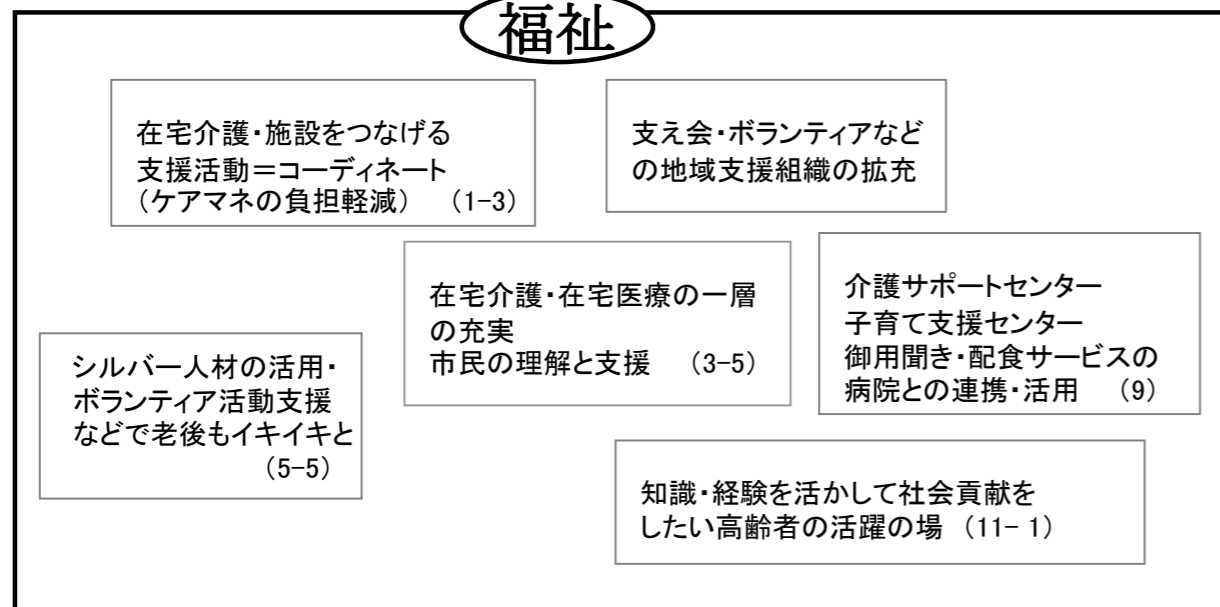 福祉
在宅介護・施設をつなげる
支援活動＝コーディネート
（ケアマネの負担軽減）　（1-3）
支え会・ボランティアなど
の地域支援組織の拡充
在宅介護・在宅医療の一層
の充実
市民の理解と支援　（3-5）
介護サポートセンター
子育て支援センター
御用聞き・配食サービスの
病院との連携・活用　（9）
シルバー人材の活用・
ボランティア活動支援
などで老後もイキイキと
（5-5）
知識・経験を活かして社会貢献を
したい高齢者の活躍の場　（11- 1）